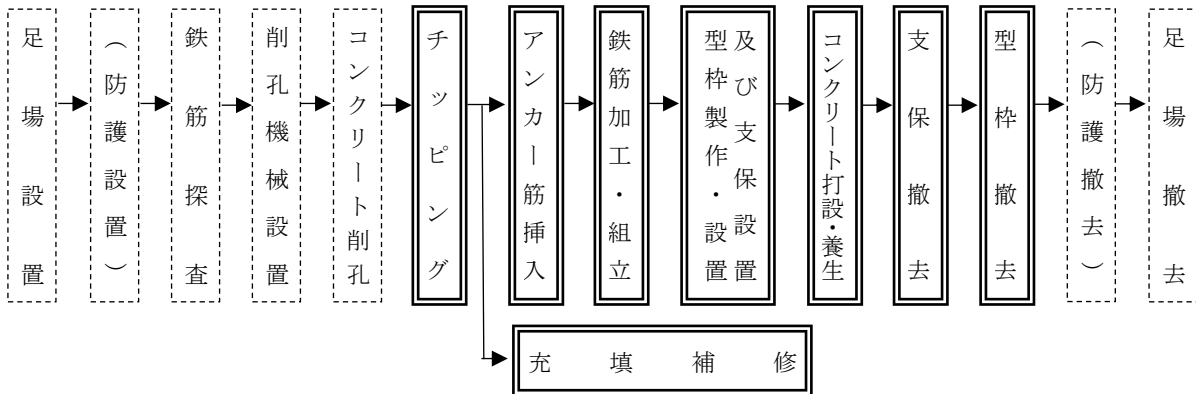 足場設置
（防護設置）
鉄筋探査
削孔機械設置
コンクリート削孔
チッピング
アンカー筋挿入
鉄筋加工・組立
型枠製作・設置
及び支保設置
コンクリート打設・養生
支保撤去
型枠撤去
（防護撤去）
足場撤去
充填補修